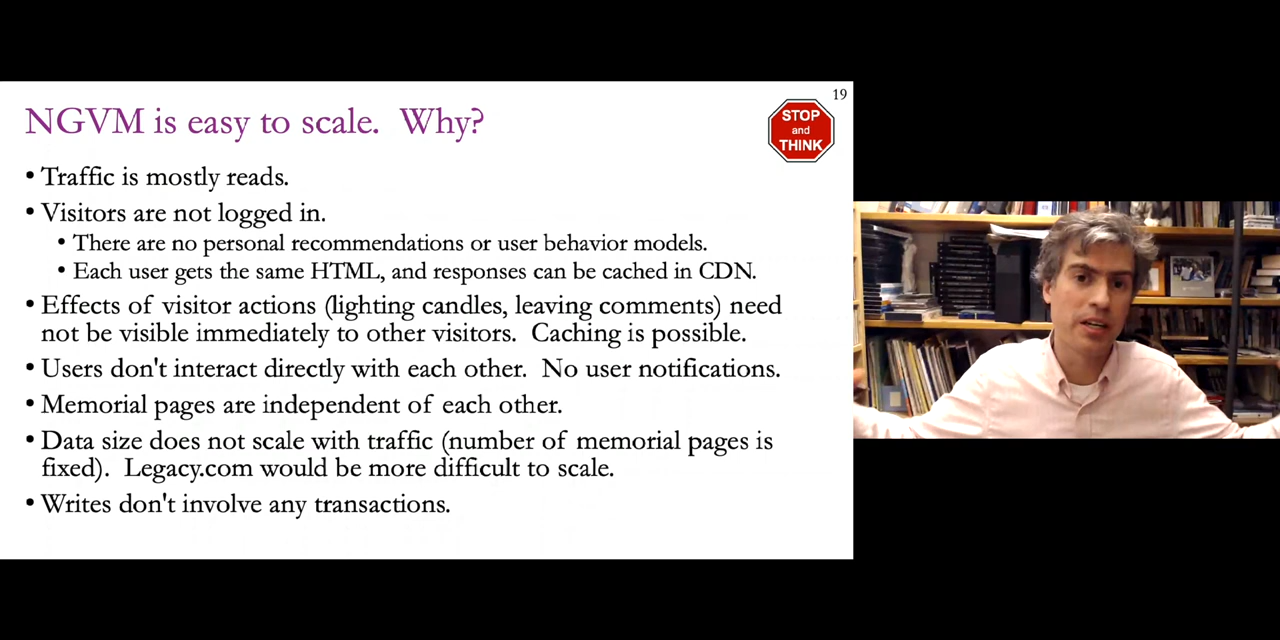 19
NGVM is easy to scale. Why?
STOP
and
THINK
• Traffic is mostly reads.
• Visitors are not logged in.
• There are no personal recommendations or user behavior models.
• Each user gets the same HTML, and responses can be cached in CDN.
• Effects of visitor actions (lighting candles, leaving comments) need
not be visible immediately to other visitors. Caching is possible.
• Users don't interact directly with each other. No user notifications.
• Memorial pages are independent of each other.
• Data size does not scale with traffic (number of memorial pages is
fixed). Legacy.com would be more difficult to scale.
• Writes don't involve any transactions.